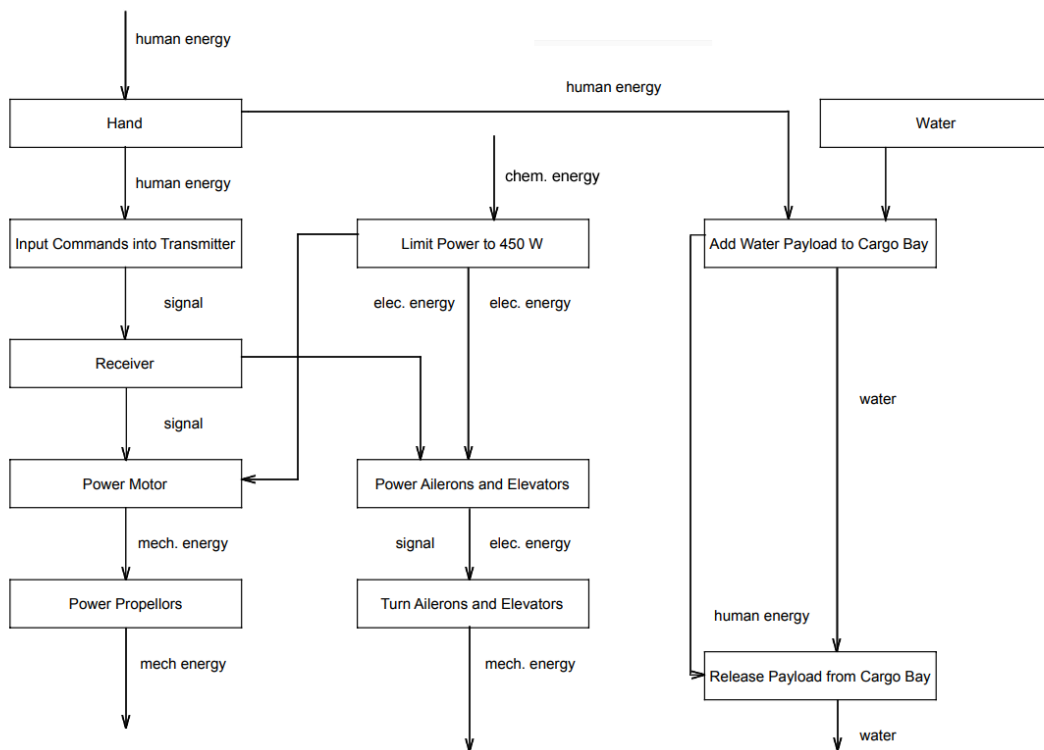 human energy
human energy
Hand
Water
human energy
chem. energy
Input Commands into Transmitter
Limit Power to 450 W
Add Water Payload to Cargo Bay
signal
elec. energy
elec. energy
Receiver
water
signal
Power Motor
Power Ailerons and Elevators
mech. energy
signal
elec. energy
Power Propellors
Turn Ailerons and Elevators
human energy
mech energy
mech. energy
Release Payload from Cargo Bay
water